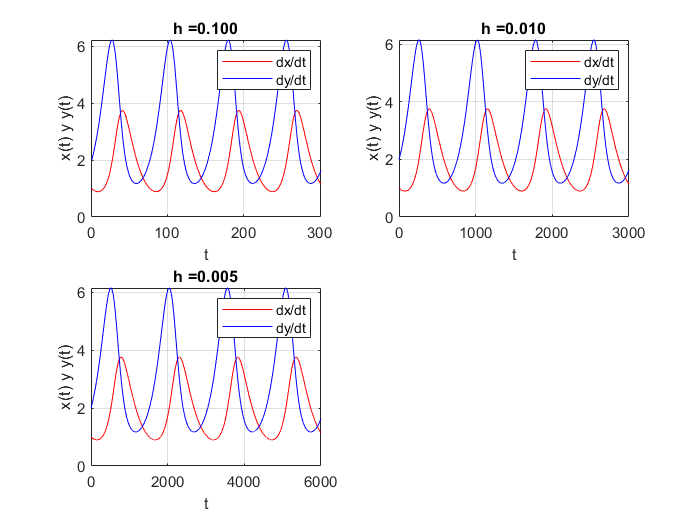 h =0.100
6
4
2
0
x(t) y y(t)
dx/dt
dy/dt
0 100 200 300
t
h =0.010
6
4
2
0
x(t) y y(t)
dx/dt
dy/dt
0 1000 2000 3000
t
h =0.005
6
4
2
0
x(t) y y(t)
dx/dt
dy/dt
0 2000 4000 6000
t